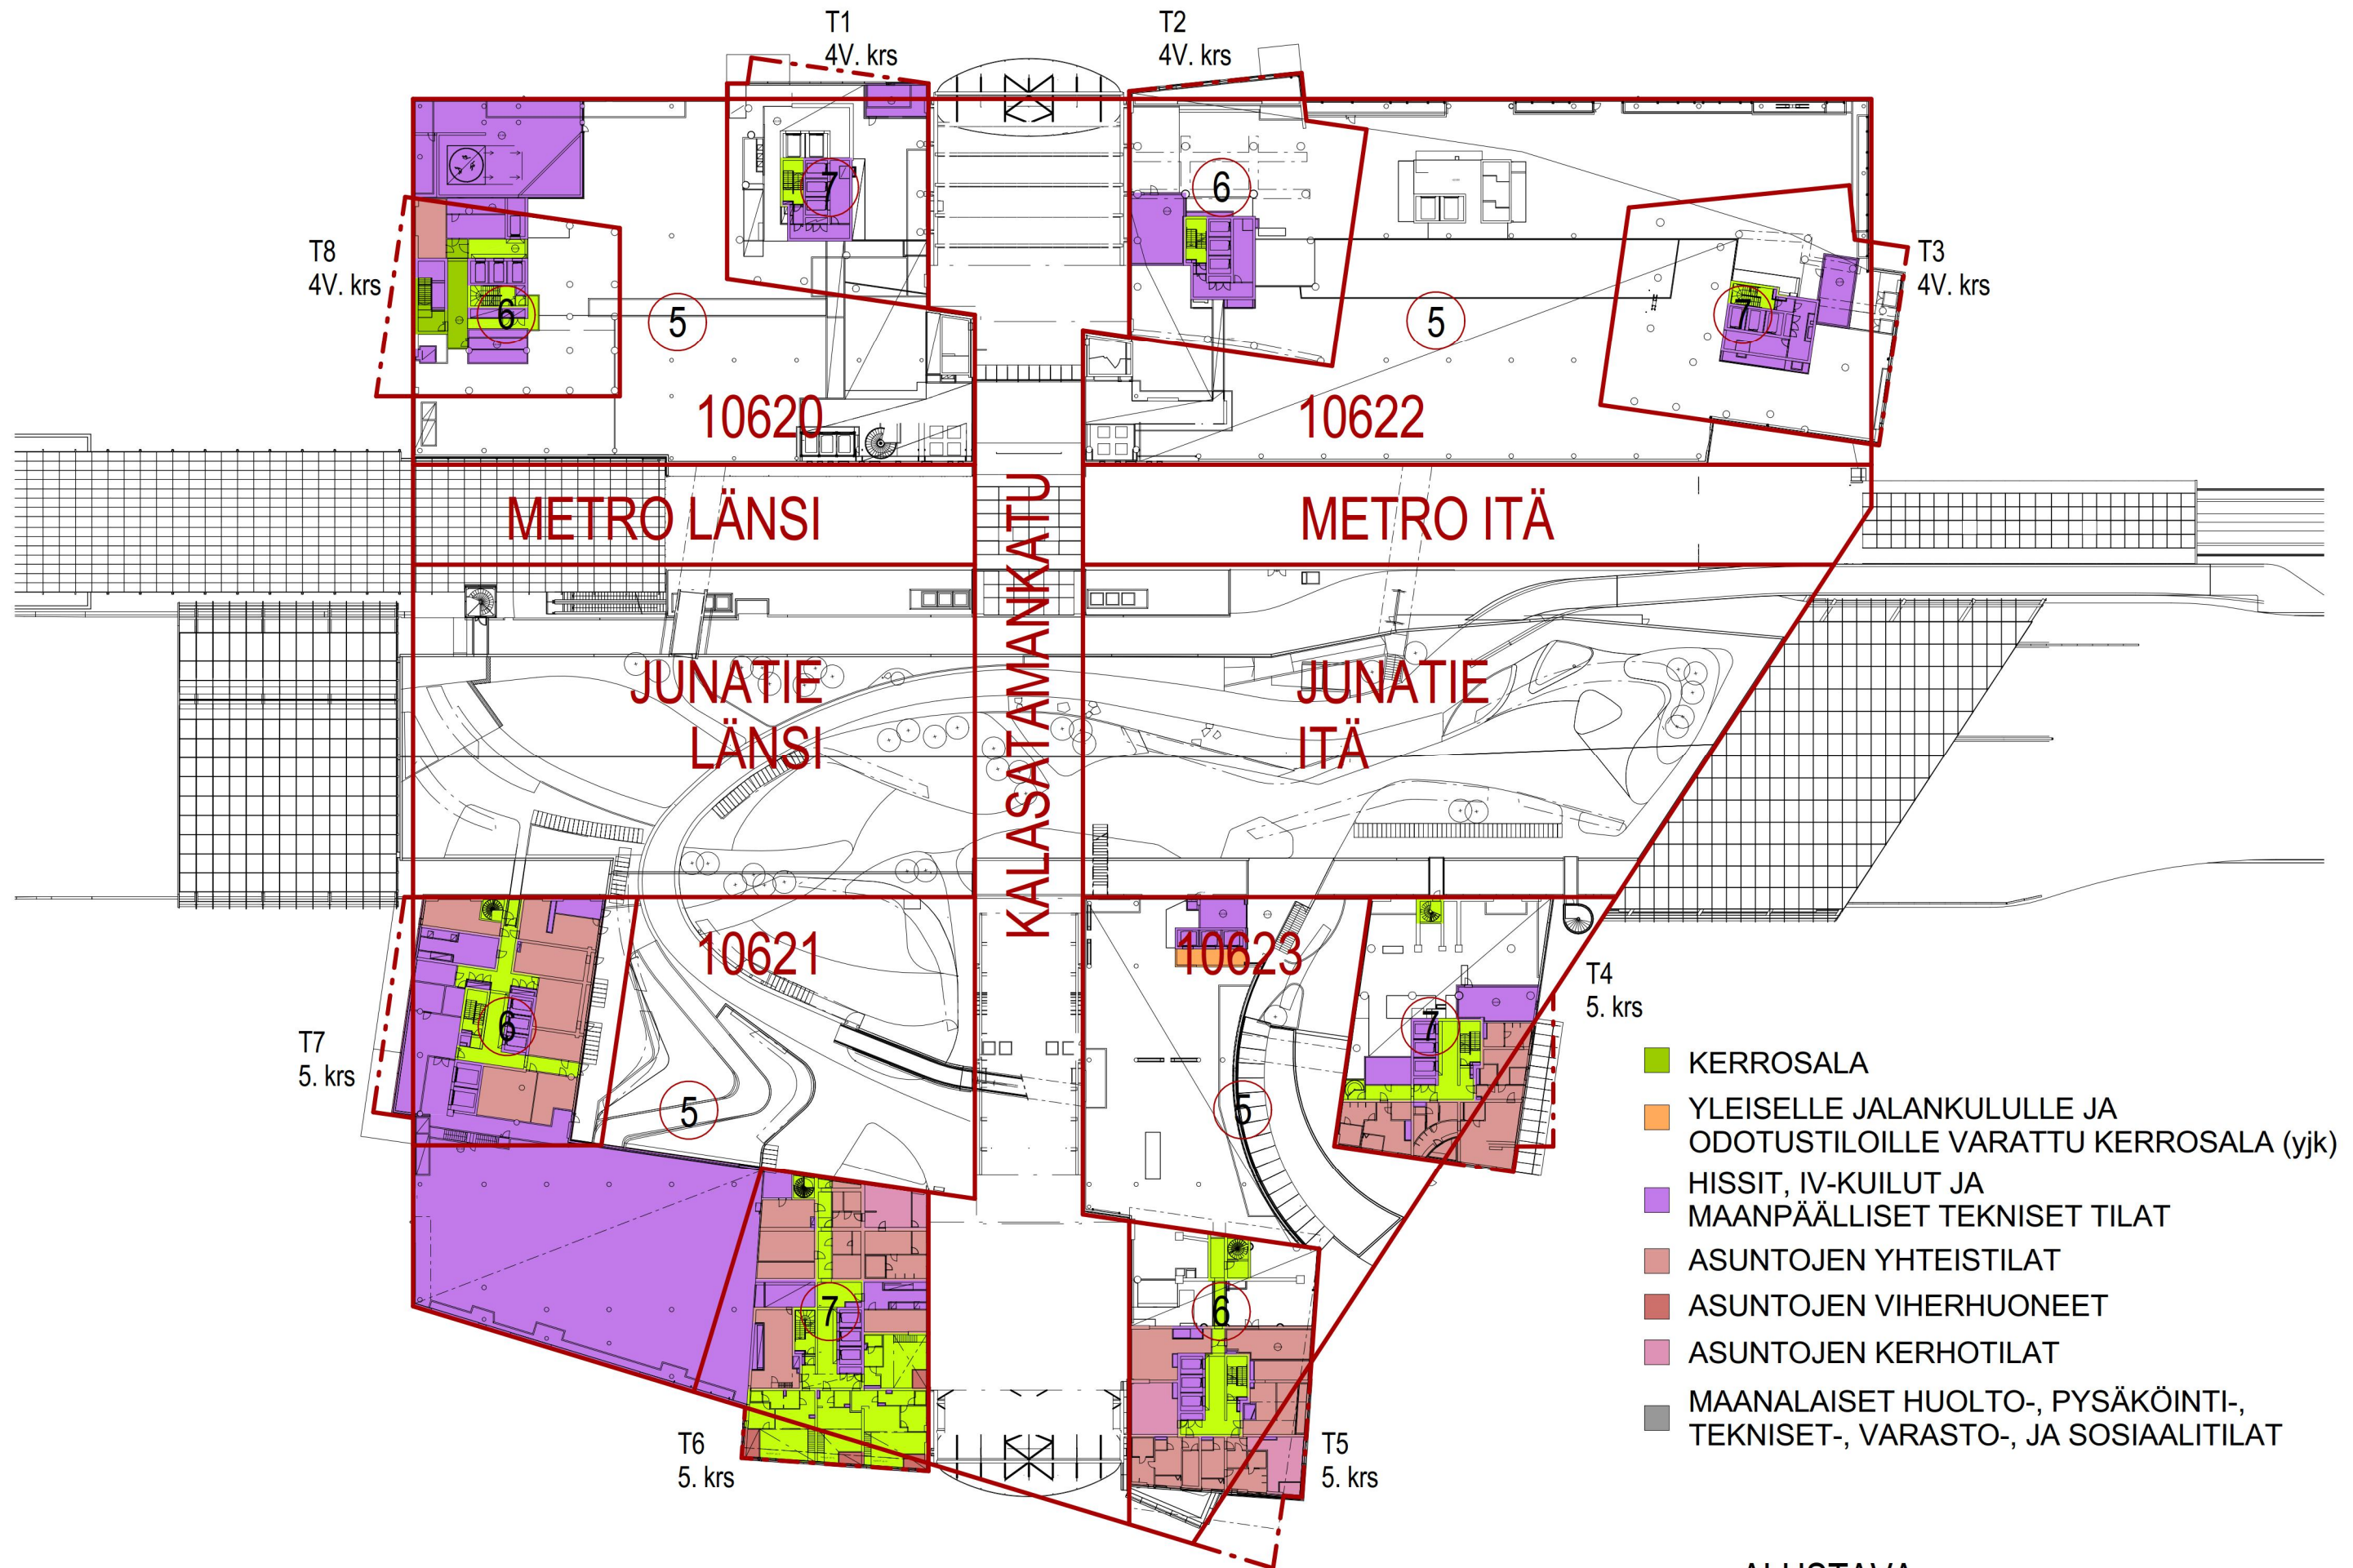 T1
4V. krs
T2
4V. krs
7
6
T8
4V. krs
T3
4V. krs
6
5
5
7
10620
10622
METRO LÄNSI
METRO ITÄ
KALASATAMANKATU
JUNATIE
LÄNSI
JUNATIE
ITÄ
10621
10623
T4
5. krs
6
7
T7
5. krs
5
5
7
6
T6
5. krs
T5
5. krs
KERROSALA
YLEISELLE JALANKULULLE JA
ODOTUSTILOILLE VARATTU KERROSALA (yjk)
HISSIT, IV-KUILUT JA
MAANPÄÄLLISET TEKNISET TILAT
ASUNTOJEN YHTEISTILAT
ASUNTOJEN VIHERHUONEET
ASUNTOJEN KERHOTILAT
MAANALAISET HUOLTO-, PYSÄKÖINTI-,
TEKNISET-, VARASTO-, JA SOSIAALITILAT